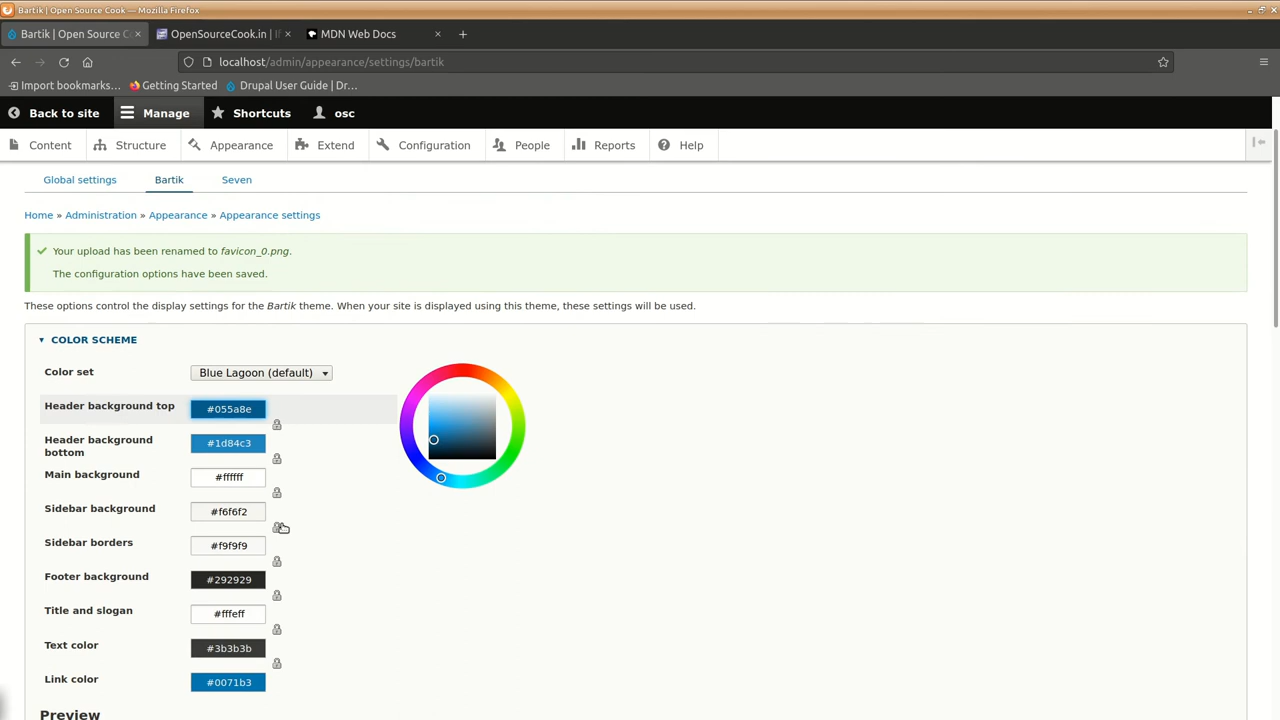 Bartik | Open Source Cook — Mozilla Firefox
Bartik | Open Source C
OpenSourceCook.in |
MDN Web Docs
localhost/admin/appearance/settings/bartik
Import bookmarks...
Getting Started
Drupal User Guide | Dr...
Back to site
Manage
Shortcuts
osc
Content
Structure
Appearance
Extend
Configuration
People
Reports
Help
Global settings
Bartik
Seven
Home » Administration » Appearance » Appearance settings
Your upload has been renamed to favicon_0.png.
The configuration options have been saved.
These options control the display settings for the Bartik theme. When your site is displayed using this theme, these settings will be used.
COLOR SCHEME
Color set
Blue Lagoon (default)
Header background top
#055a8e
Header background
bottom
#1d84c3
Main background
#ffffff
Sidebar background
#f6f6f2
Sidebar borders
#f9f9f9
Footer background
#292929
Title and slogan
#fffeff
Text color
#3b3b3b
Link color
#0071b3
Preview